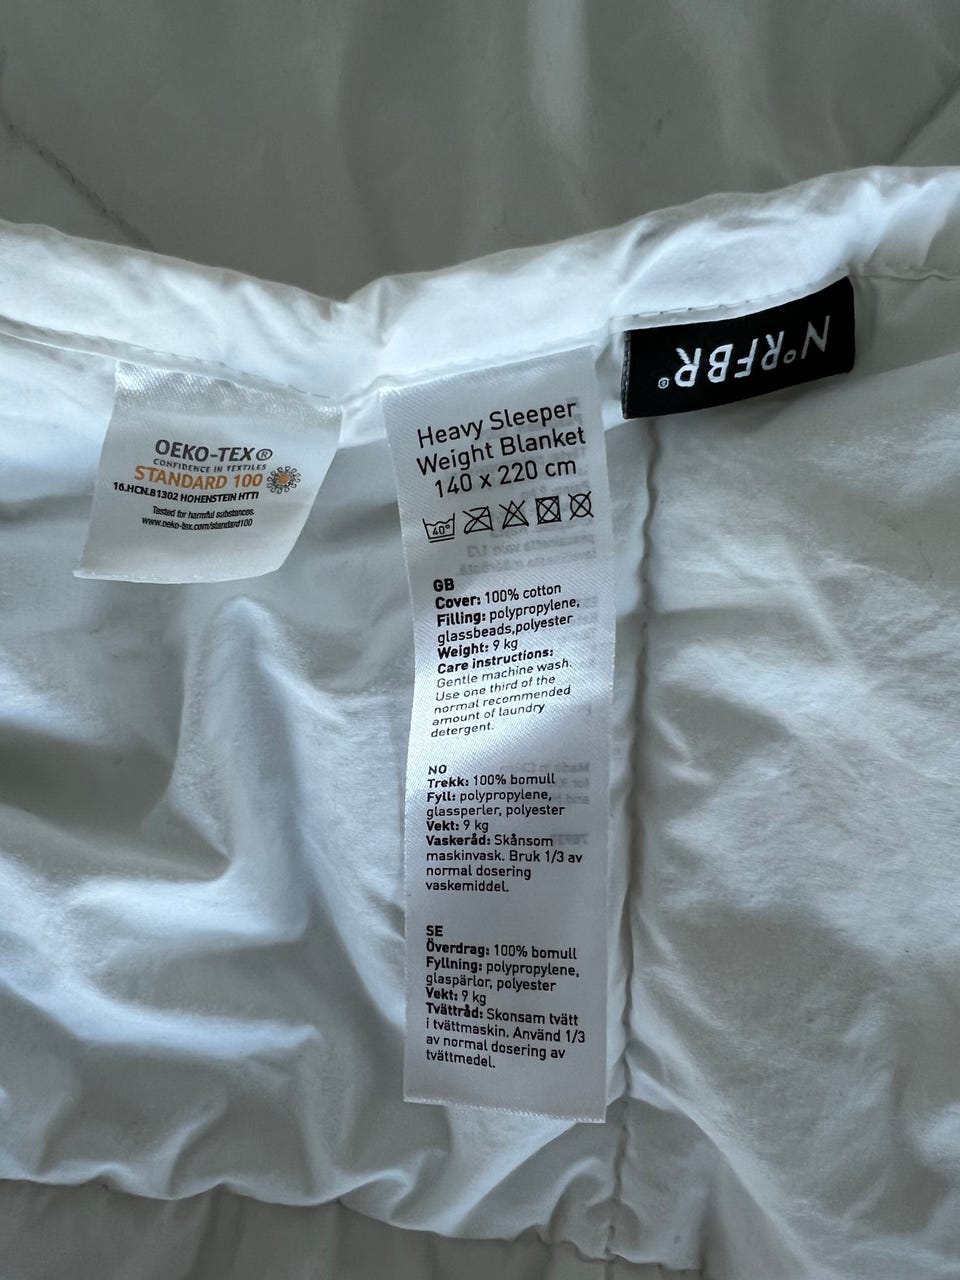 OEKO-TEX®
CONFIDENCE IN TEXTILES
STANDARD 100
16.HCN.81302 HOHENSTEIN HTTI
Tested for harmful substances.
www.oeko-tex.com/standard100
Heavy Sleeper
Weight Blanket
140 x 220 cm
40°
GB
Cover: 100% cotton
Filling: polypropylene,
glassbeads,polyester
Weight: 9 kg
Care instructions:
Gentle machine wash.
Use one third of the
normal recommended
amount of laundry
detergent.
NO
Trekk: 100% bomull
Fyll: polypropylene,
glassperler, polyester
Vekt: 9 kg
Vaskeråd: Skånsom
maskinvask. Bruk 1/3 av
normal dosering
vaskemiddel.
SE
Överdrag: 100% bomull
Fyllning: polypropylene,
glaspärlor, polyester
Vekt: 9 kg
Tvättråd: Skonsam tvätt
i tvättmaskin. Använd 1/3
av normal dosering av
tvättmedel.
N°RFBR®